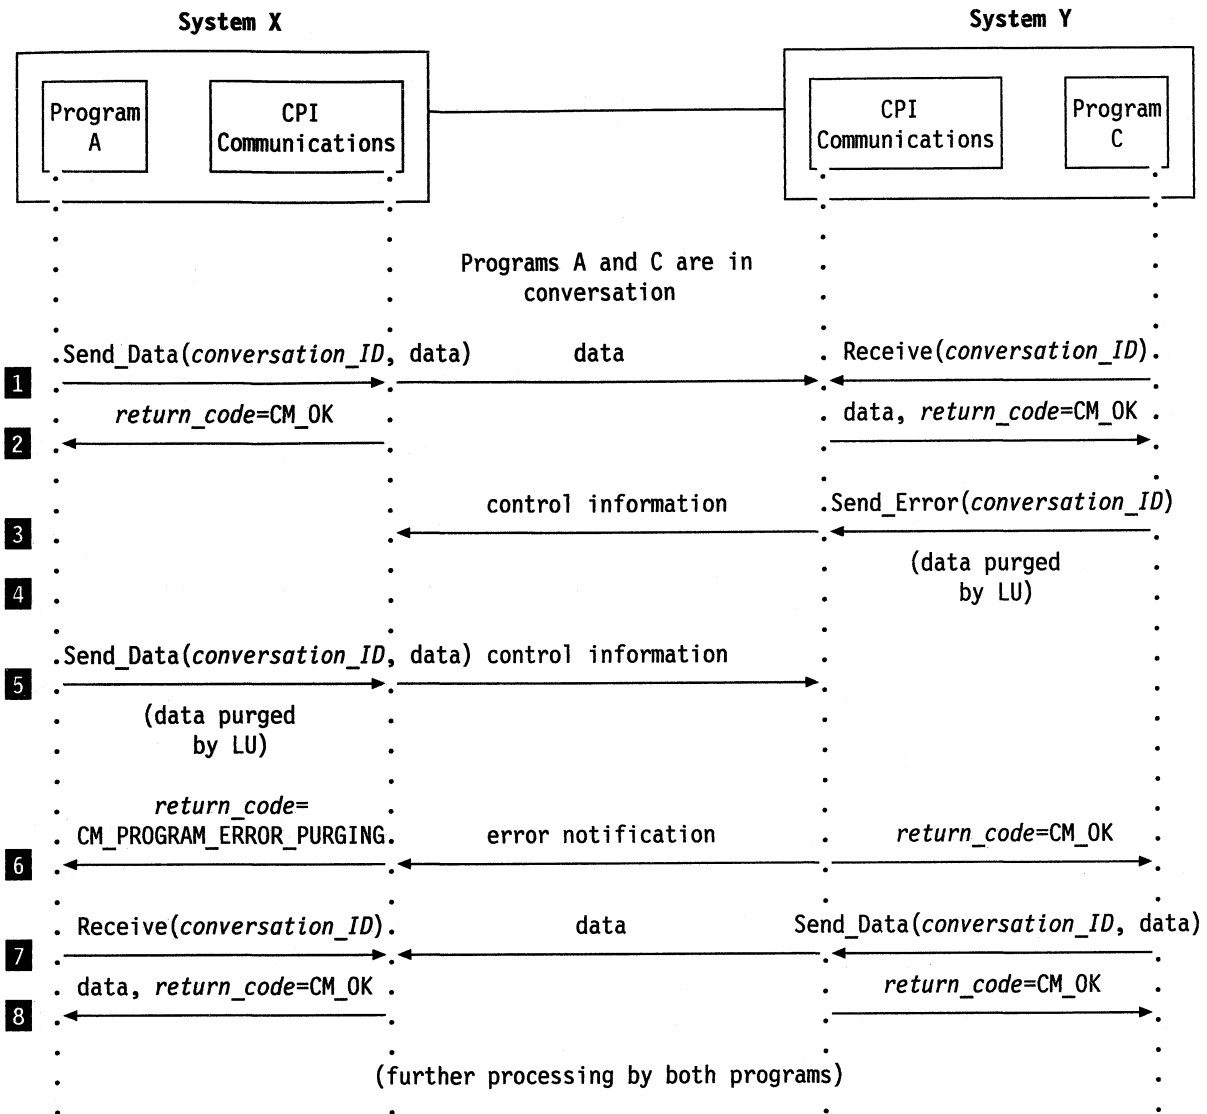 System X
System Y
Program A
CPI Communications
CPI Communications
Program C
Programs A and C are in
conversation
Send_Data(conversation_ID, data) data Receive(conversation_ID)
1
return_code=CM_OK data, return_code=CM_OK
2
control information Send_Error(conversation_ID)
3
(data purged
by LU)
4
Send_Data(conversation_ID, data) control information
5
(data purged
by LU)
return_code=
CM_PROGRAM_ERROR_PURGING error notification return_code=CM_OK
6
Receive(conversation_ID) data Send_Data(conversation_ID, data)
7
data, return_code=CM_OK return_code=CM_OK
8
(further processing by both programs)